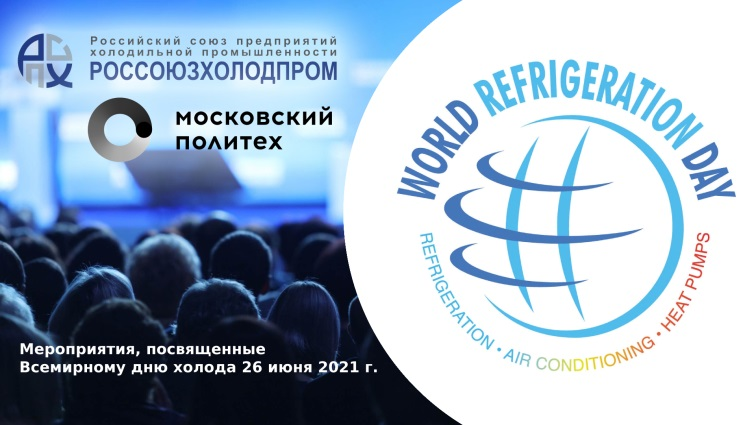 Российский союз предприятий
холодильной промышленности
РОССОЮЗХОЛОДПРОМ
МОСКОВСКИЙ
ПОЛИТЕХ
WORLD REFRIGERATION DAY
REFRIGERATION • AIR CONDITIONING • HEAT PUMPS
Мероприятия, посвященные
Всемирному дню холода 26 июня 2021 г.